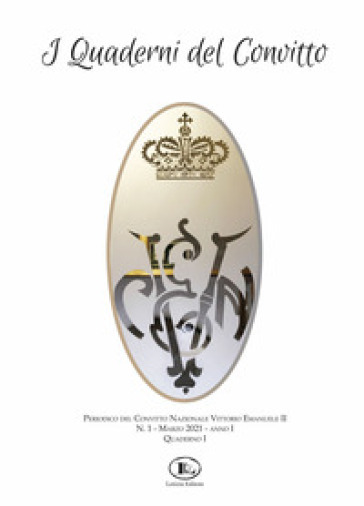 I Quaderni del Convitto
Periodico del Convitto Nazionale Vittorio Emanuele II
N. 1 - Marzo 2021 - anno I
Quaderno I